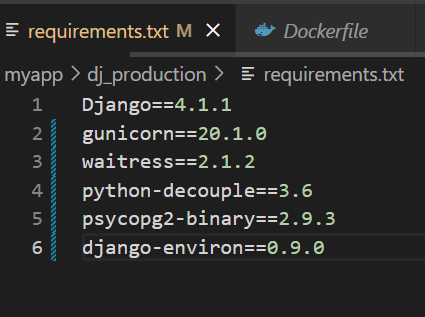 requirements.txt M Dockerfile
myapp > dj_production > requirements.txt
1 Django==4.1.1
2 gunicorn==20.1.0
3 waitress==2.1.2
4 python-decouple==3.6
5 psycopg2-binary==2.9.3
6 django-environ==0.9.0